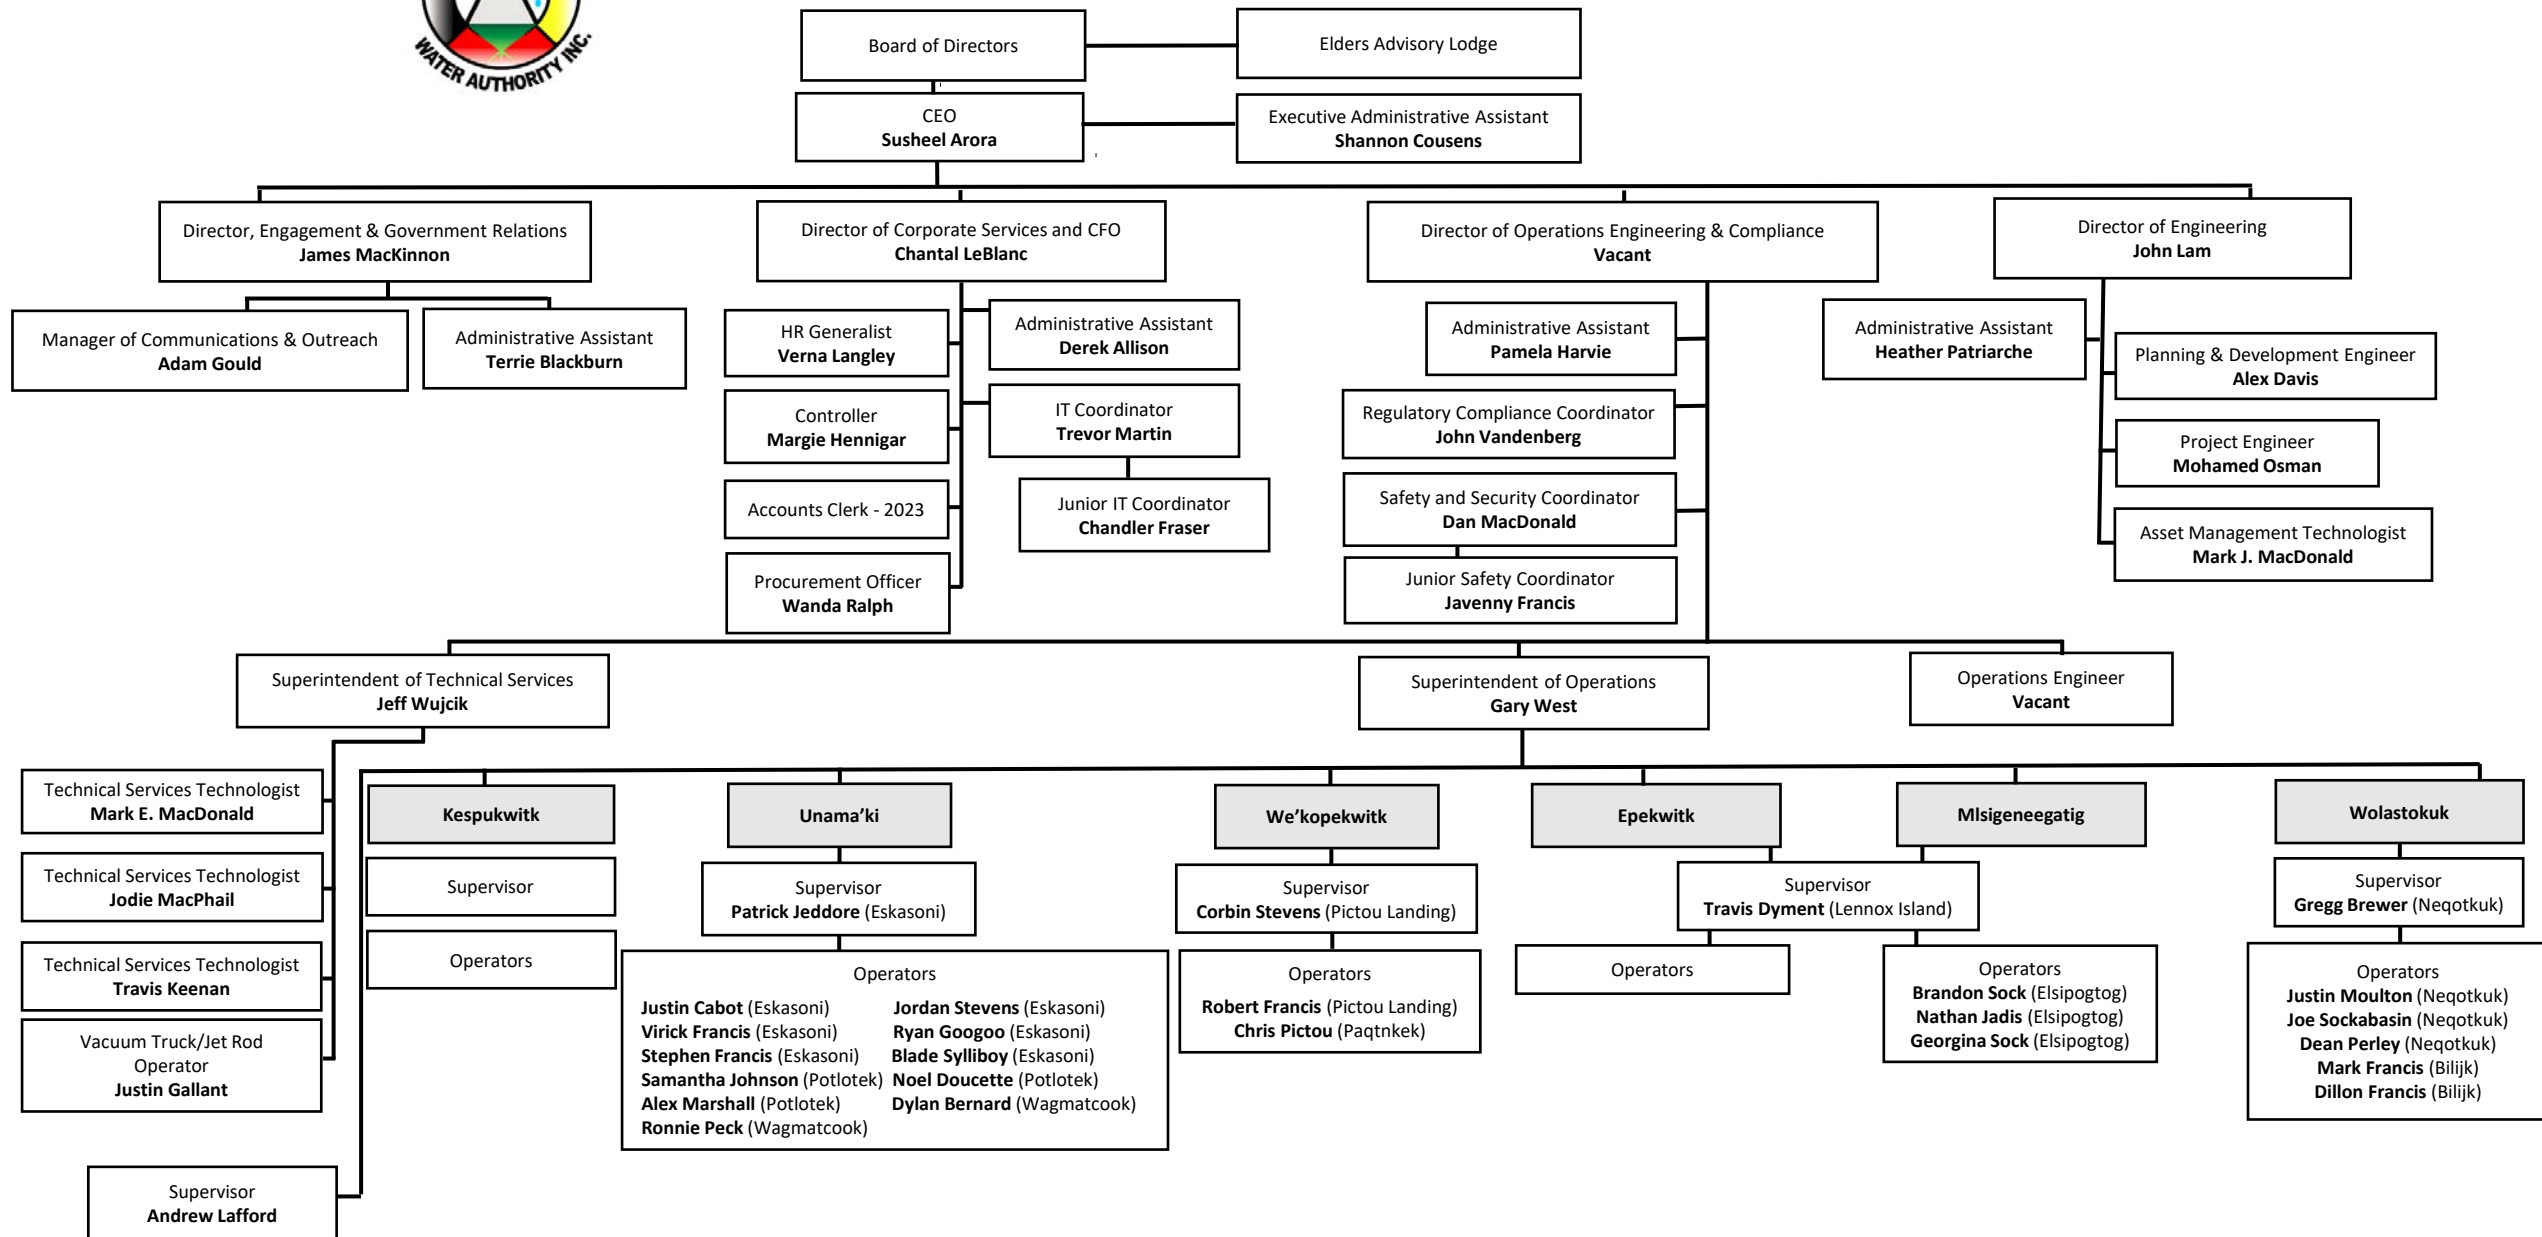 WATER AUTHORITY INC.
Board of Directors
Elders Advisory Lodge
CEO
Susheel Arora
Executive Administrative Assistant
Shannon Cousens
Director, Engagement & Government Relations
James MacKinnon
Director of Corporate Services and CFO
Chantal LeBlanc
Director of Operations Engineering & Compliance
Vacant
Director of Engineering
John Lam
Manager of Communications & Outreach
Adam Gould
Administrative Assistant
Terrie Blackburn
HR Generalist
Verna Langley
Administrative Assistant
Derek Allison
Controller
Margie Hennigar
IT Coordinator
Trevor Martin
Accounts Clerk - 2023
Junior IT Coordinator
Chandler Fraser
Procurement Officer
Wanda Ralph
Administrative Assistant
Pamela Harvie
Regulatory Compliance Coordinator
John Vandenberg
Safety and Security Coordinator
Dan MacDonald
Junior Safety Coordinator
Javenny Francis
Administrative Assistant
Heather Patriarche
Planning & Development Engineer
Alex Davis
Project Engineer
Mohamed Osman
Asset Management Technologist
Mark J. MacDonald
Superintendent of Technical Services
Jeff Wujcik
Superintendent of Operations
Gary West
Operations Engineer
Vacant
Technical Services Technologist
Mark E. MacDonald
Technical Services Technologist
Jodie MacPhail
Technical Services Technologist
Travis Keenan
Vacuum Truck/Jet Rod
Operator
Justin Gallant
Supervisor
Andrew Lafford
Kespukwitk
Supervisor
Operators
Unama’ki
Supervisor
Patrick Jeddore (Eskasoni)
Operators
Justin Cabot (Eskasoni)
Virick Francis (Eskasoni)
Stephen Francis (Eskasoni)
Samantha Johnson (Potlotek)
Alex Marshall (Potlotek)
Ronnie Peck (Wagmatcook)
Jordan Stevens (Eskasoni)
Ryan Googoo (Eskasoni)
Blade Sylliboy (Eskasoni)
Noel Doucette (Potlotek)
Dylan Bernard (Wagmatcook)
We’kopekwitk
Supervisor
Corbin Stevens (Pictou Landing)
Operators
Robert Francis (Pictou Landing)
Chris Pictou (Paqtnkek)
Epekwitk
Mlsigeneegatig
Supervisor
Travis Dyment (Lennox Island)
Operators
Operators
Brandon Sock (Elsipogtog)
Nathan Jadis (Elsipogtog)
Georgina Sock (Elsipogtog)
Wolastokuk
Supervisor
Gregg Brewer (Neqotkuk)
Operators
Justin Moulton (Neqotkuk)
Joe Sockabasin (Neqotkuk)
Dean Perley (Neqotkuk)
Mark Francis (Bilijk)
Dillon Francis (Bilijk)